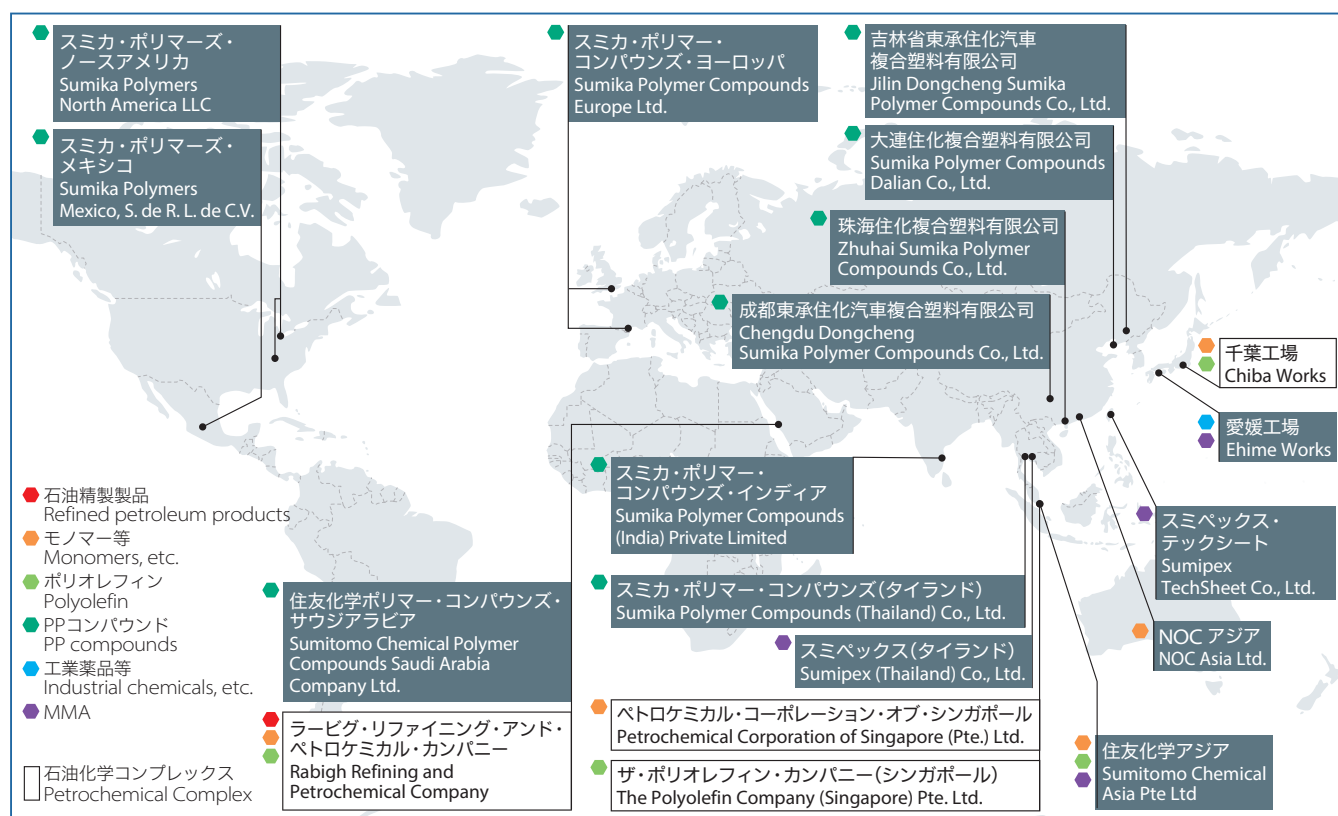 スミカ・ポリマーズ・
ノースアメリカ
Sumika Polymers
North America LLC
スミカ・ポリマーズ・
メキシコ
Sumika Polymers
Mexico, S. de R. L. de C.V.
スミカ・ポリマー・
コンパウンズ・ヨーロッパ
Sumika Polymer Compounds
Europe Ltd.
吉林省東承住化汽車
複合塑料有限公司
Jilin Dongcheng Sumika
Polymer Compounds Co., Ltd.
大連住化複合塑料有限公司
Sumika Polymer Compounds
Dalian Co., Ltd.
珠海住化複合塑料有限公司
Zhuhai Sumika Polymer
Compounds Co., Ltd.
成都東承住化汽車複合塑料有限公司
Chengdu Dongcheng
Sumika Polymer Compounds Co., Ltd.
千葉工場
Chiba Works
愛媛工場
Ehime Works
スミカ・ポリマー・
コンパウンズ・インディア
Sumika Polymer Compounds
(India) Private Limited
スミペックス・
テックシート
Sumipex
TechSheet Co., Ltd.
スミカ・ポリマー・コンパウンズ（タイランド）
Sumika Polymer Compounds (Thailand) Co., Ltd.
スミペックス（タイランド）
Sumipex (Thailand) Co., Ltd.
NOC アジア
NOC Asia Ltd.
住友化学ポリマー・コンパウンズ・
サウジアラビア
Sumitomo Chemical Polymer
Compounds Saudi Arabia
Company Ltd.
ラービグ・リファイニング・アンド・
ペトロケミカル・カンパニー
Rabigh Refining and
Petrochemical Company
ペトロケミカル・コーポレーション・オブ・シンガポール
Petrochemical Corporation of Singapore (Pte.) Ltd.
ザ・ポリオレフィン・カンパニー（シンガポール）
The Polyolefin Company (Singapore) Pte. Ltd.
住友化学アジア
Sumitomo Chemical
Asia Pte Ltd
石油精製製品
Refined petroleum products
モノマー等
Monomers, etc.
ポリオレフィン
Polyolefin
PPコンパウンド
PP compounds
工業薬品等
Industrial chemicals, etc.
MMA
石油化学コンプレックス
Petrochemical Complex